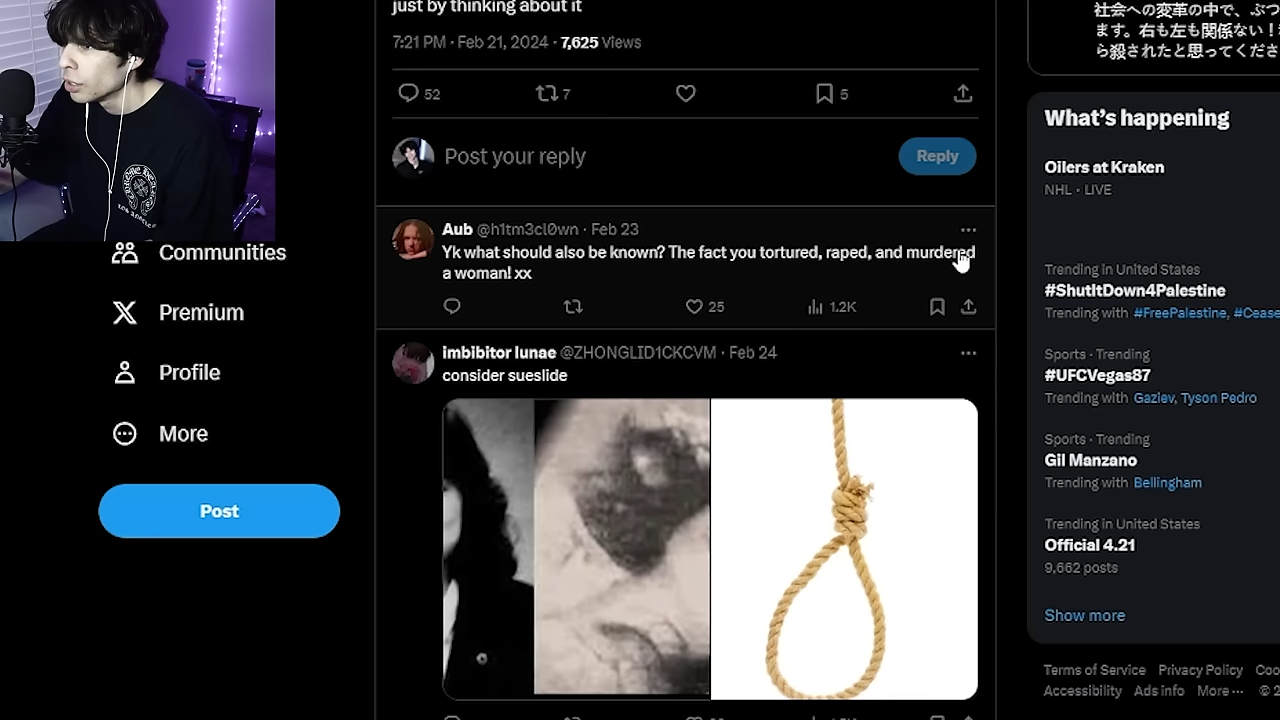 just by thinking about it
7:21 PM · Feb 21, 2024 · 7,625 Views
52
7
5
Post your reply
Reply
Aub @h1tm3cl0wn · Feb 23
Yk what should also be known? The fact you tortured, raped, and murdered
a woman! xx
25
1.2K
imbibitor lunae @ZHONGLID1CKCVM · Feb 24
consider sueslide
Communities
Premium
Profile
More
Post
社会への変革の中で、ぶつ
ます。右も左も関係ない!
ら殺されたと思ってくださ
What's happening
Oilers at Kraken
NHL · LIVE
Trending in United States
#ShutItDown4Palestine
Trending with #FreePalestine, #Cease
Sports · Trending
#UFCVegas87
Trending with Gaziev, Tyson Pedro
Sports · Trending
Gil Manzano
Trending with Bellingham
Trending in United States
Official 4.21
9,662 posts
Show more
Terms of Service Privacy Policy Coo
Accessibility Ads info More ··· © 2